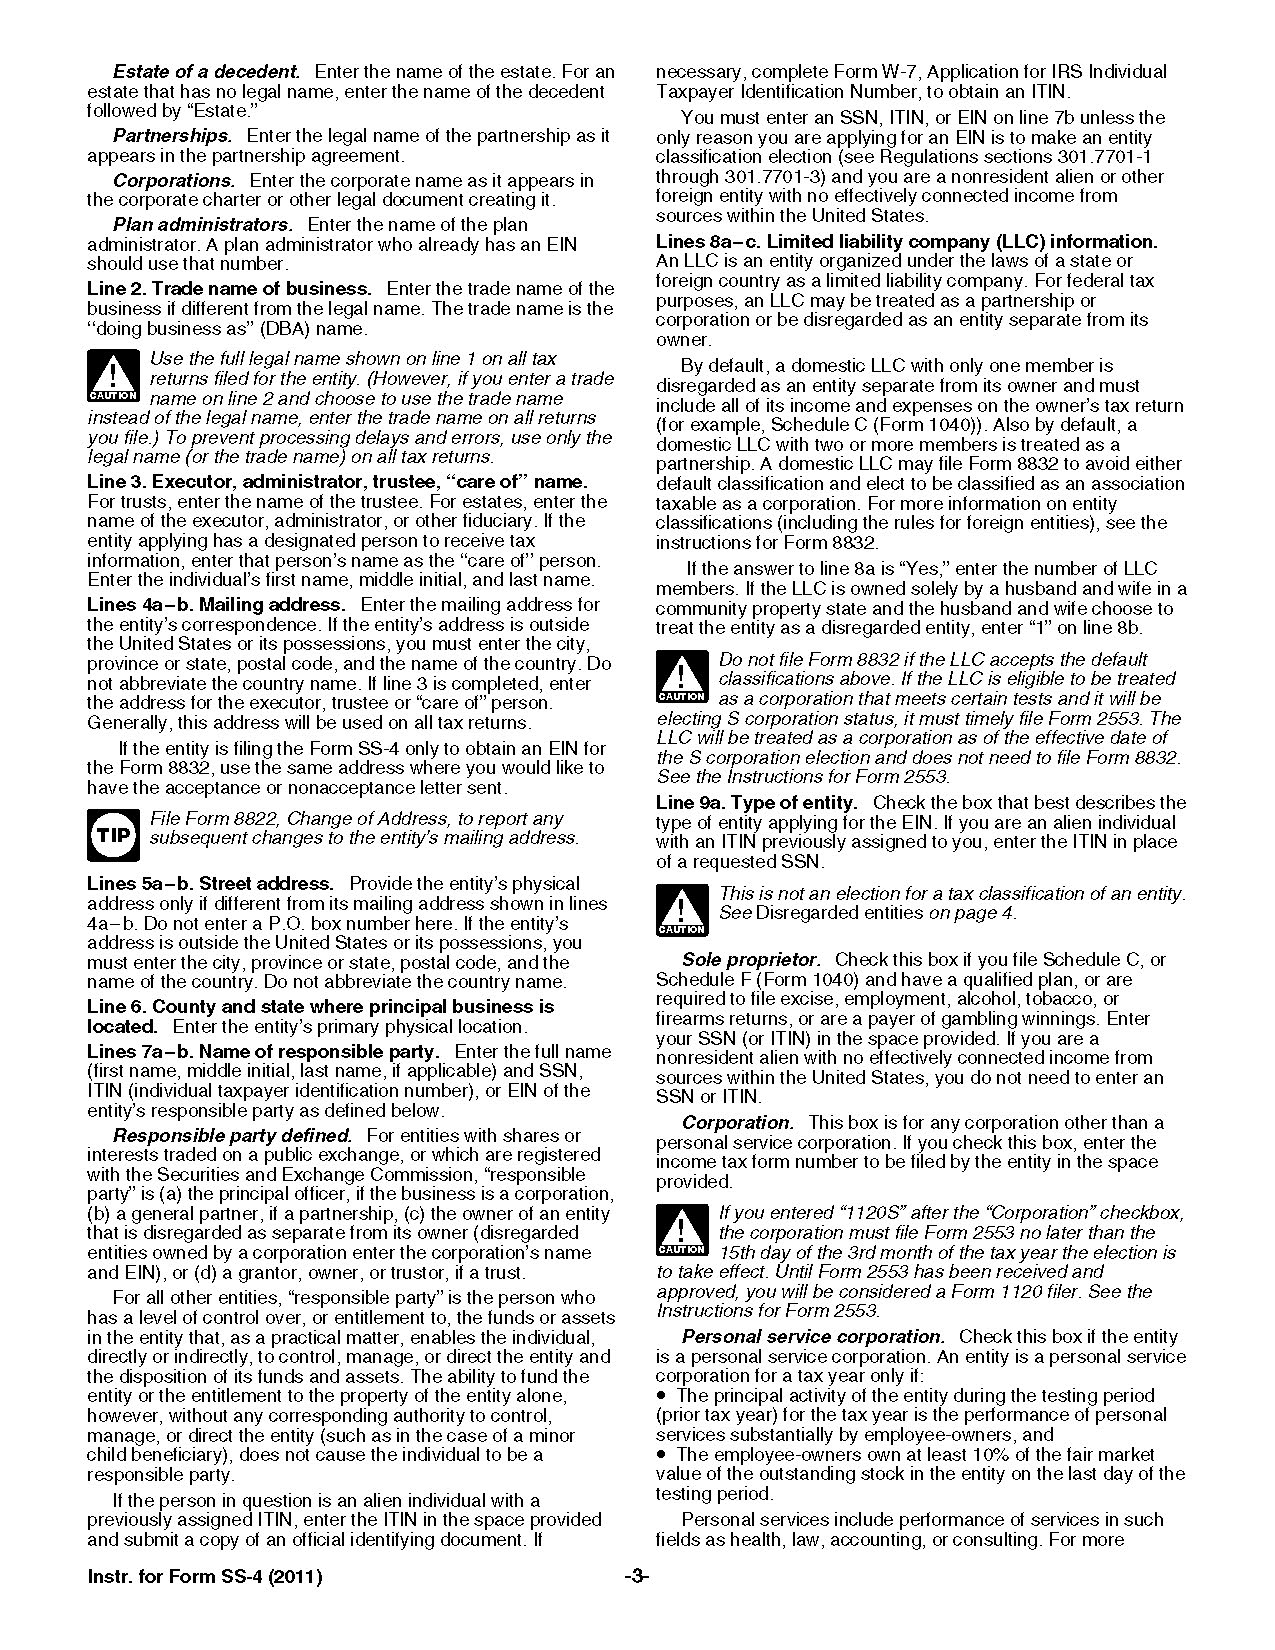 Estate of a decedent. Enter the name of the estate. For an
estate that has no legal name, enter the name of the decedent
followed by “Estate.”
Partnerships. Enter the legal name of the partnership as it
appears in the partnership agreement.
Corporations. Enter the corporate name as it appears in
the corporate charter or other legal document creating it.
Plan administrators. Enter the name of the plan
administrator. A plan administrator who already has an EIN
should use that number.
Line 2. Trade name of business. Enter the trade name of the
business if different from the legal name. The trade name is the
“doing business as” (DBA) name.
Use the full legal name shown on line 1 on all tax
returns filed for the entity. (However, if you enter a trade
CAUTION name on line 2 and choose to use the trade name
instead of the legal name, enter the trade name on all returns
you file.) To prevent processing delays and errors, use only the
legal name (or the trade name) on all tax returns.
Line 3. Executor, administrator, trustee, “care of” name.
For trusts, enter the name of the trustee. For estates, enter the
name of the executor, administrator, or other fiduciary. If the
entity applying has a designated person to receive tax
information, enter that person’s name as the “care of” person.
Enter the individual’s first name, middle initial, and last name.
Lines 4a–b. Mailing address. Enter the mailing address for
the entity’s correspondence. If the entity’s address is outside
the United States or its possessions, you must enter the city,
province or state, postal code, and the name of the country. Do
not abbreviate the country name. If line 3 is completed, enter
the address for the executor, trustee or “care of” person.
Generally, this address will be used on all tax returns.
If the entity is filing the Form SS-4 only to obtain an EIN for
the Form 8832, use the same address where you would like to
have the acceptance or nonacceptance letter sent.
File Form 8822, Change of Address, to report any
TIP subsequent changes to the entity’s mailing address.
Lines 5a–b. Street address. Provide the entity’s physical
address only if different from its mailing address shown in lines
4a–b. Do not enter a P.O. box number here. If the entity’s
address is outside the United States or its possessions, you
must enter the city, province or state, postal code, and the
name of the country. Do not abbreviate the country name.
Line 6. County and state where principal business is
located. Enter the entity’s primary physical location.
Lines 7a–b. Name of responsible party. Enter the full name
(first name, middle initial, last name, if applicable) and SSN,
ITIN (individual taxpayer identification number), or EIN of the
entity’s responsible party as defined below.
Responsible party defined. For entities with shares or
interests traded on a public exchange, or which are registered
with the Securities and Exchange Commission, “responsible
party” is (a) the principal officer, if the business is a corporation,
(b) a general partner, if a partnership, (c) the owner of an entity
that is disregarded as separate from its owner (disregarded
entities owned by a corporation enter the corporation’s name
and EIN), or (d) a grantor, owner, or trustor, if a trust.
For all other entities, “responsible party” is the person who
has a level of control over, or entitlement to, the funds or assets
in the entity that, as a practical matter, enables the individual,
directly or indirectly, to control, manage, or direct the entity and
the disposition of its funds and assets. The ability to fund the
entity or the entitlement to the property of the entity alone,
however, without any corresponding authority to control,
manage, or direct the entity (such as in the case of a minor
child beneficiary), does not cause the individual to be a
responsible party.
If the person in question is an alien individual with a
previously assigned ITIN, enter the ITIN in the space provided
and submit a copy of an official identifying document. If
necessary, complete Form W-7, Application for IRS Individual
Taxpayer Identification Number, to obtain an ITIN.
You must enter an SSN, ITIN, or EIN on line 7b unless the
only reason you are applying for an EIN is to make an entity
classification election (see Regulations sections 301.7701-1
through 301.7701-3) and you are a nonresident alien or other
foreign entity with no effectively connected income from
sources within the United States.
Lines 8a–c. Limited liability company (LLC) information.
An LLC is an entity organized under the laws of a state or
foreign country as a limited liability company. For federal tax
purposes, an LLC may be treated as a partnership or
corporation or be disregarded as an entity separate from its
owner.
By default, a domestic LLC with only one member is
disregarded as an entity separate from its owner and must
include all of its income and expenses on the owner’s tax return
(for example, Schedule C (Form 1040)). Also by default, a
domestic LLC with two or more members is treated as a
partnership. A domestic LLC may file Form 8832 to avoid either
default classification and elect to be classified as an association
taxable as a corporation. For more information on entity
classifications (including the rules for foreign entities), see the
instructions for Form 8832.
If the answer to line 8a is “Yes,” enter the number of LLC
members. If the LLC is owned solely by a husband and wife in a
community property state and the husband and wife choose to
treat the entity as a disregarded entity, enter “1” on line 8b.
Do not file Form 8832 if the LLC accepts the default
classifications above. If the LLC is eligible to be treated
CAUTION as a corporation that meets certain tests and it will be
electing S corporation status, it must timely file Form 2553. The
LLC will be treated as a corporation as of the effective date of
the S corporation election and does not need to file Form 8832.
See the Instructions for Form 2553.
Line 9a. Type of entity. Check the box that best describes the
type of entity applying for the EIN. If you are an alien individual
with an ITIN previously assigned to you, enter the ITIN in place
of a requested SSN.
This is not an election for a tax classification of an entity.
See Disregarded entities on page 4.
CAUTION
Sole proprietor. Check this box if you file Schedule C, or
Schedule F (Form 1040) and have a qualified plan, or are
required to file excise, employment, alcohol, tobacco, or
firearms returns, or are a payer of gambling winnings. Enter
your SSN (or ITIN) in the space provided. If you are a
nonresident alien with no effectively connected income from
sources within the United States, you do not need to enter an
SSN or ITIN.
Corporation. This box is for any corporation other than a
personal service corporation. If you check this box, enter the
income tax form number to be filed by the entity in the space
provided.
If you entered “1120S” after the “Corporation” checkbox,
the corporation must file Form 2553 no later than the
CAUTION 15th day of the 3rd month of the tax year the election is
to take effect. Until Form 2553 has been received and
approved, you will be considered a Form 1120 filer. See the
Instructions for Form 2553.
Personal service corporation. Check this box if the entity
is a personal service corporation. An entity is a personal service
corporation for a tax year only if:
• The principal activity of the entity during the testing period
(prior tax year) for the tax year is the performance of personal
services substantially by employee-owners, and
• The employee-owners own at least 10% of the fair market
value of the outstanding stock in the entity on the last day of the
testing period.
Personal services include performance of services in such
fields as health, law, accounting, or consulting. For more
Instr. for Form SS-4 (2011)
-3-